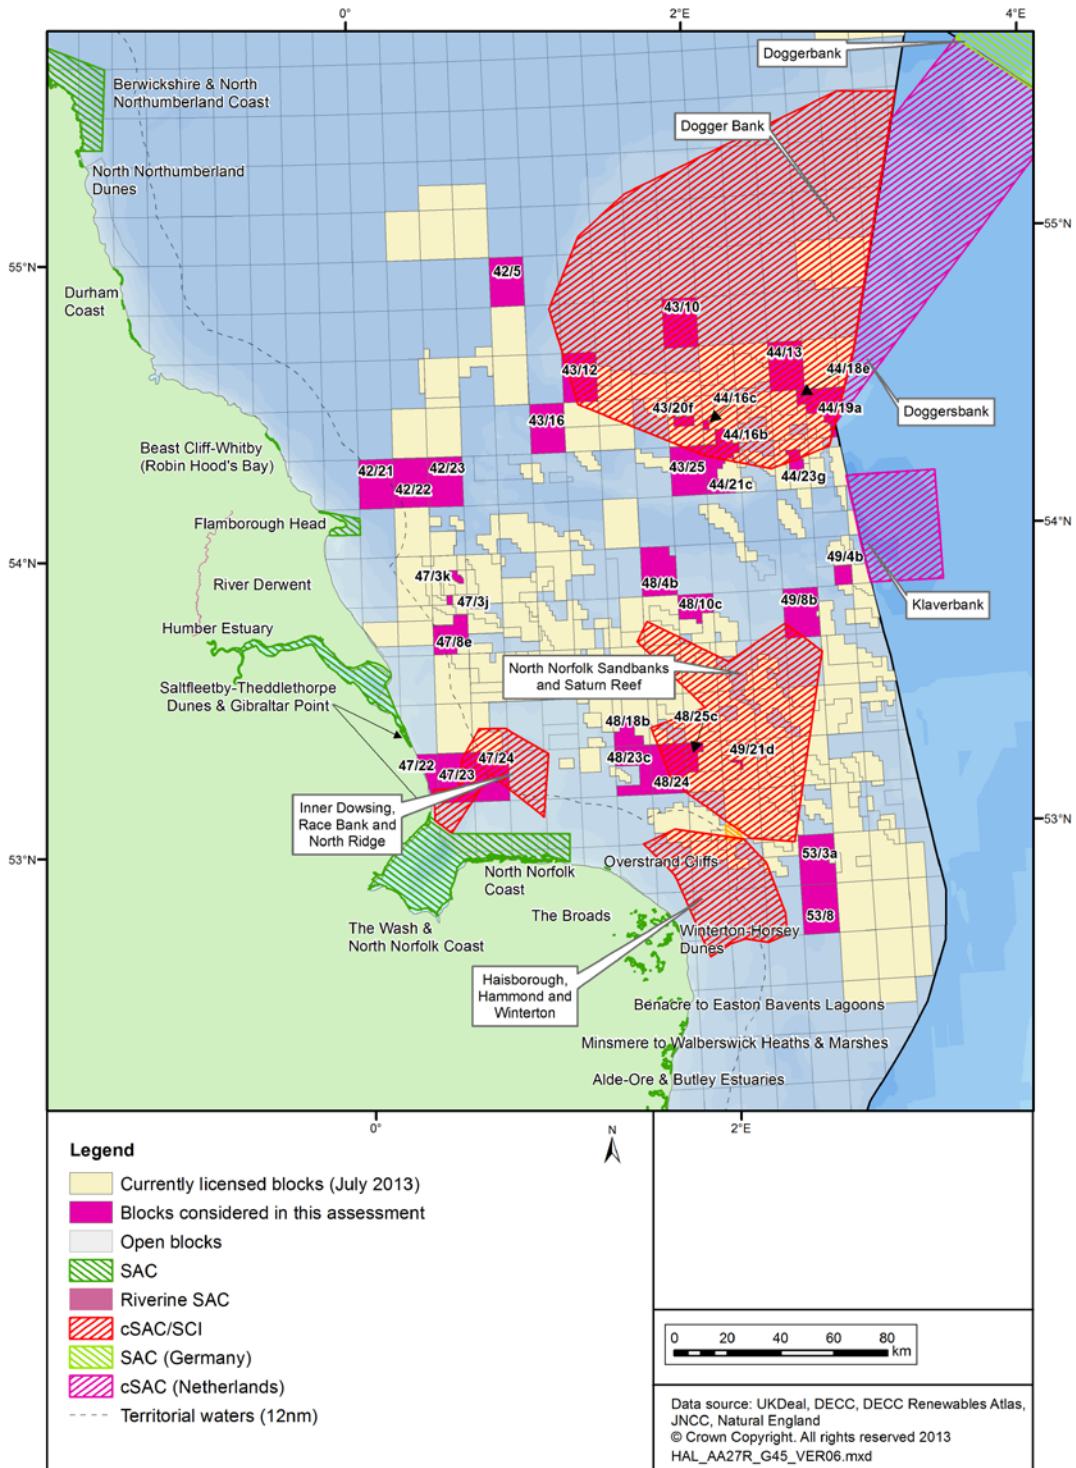 0°
2°E
4°E
Doggerbank
Berwickshire & North
Northumberland Coast
Dogger Bank
North Northumberland
Dunes
55°N
55°N
42/5
Durham
Coast
43/10
44/13
43/12
44/18e
44/16c
43/20f
44/19a
Doggersbank
43/16
44/16b
Beast Cliff-Whitby
(Robin Hood's Bay)
42/21
42/23
43/25
42/22
44/21c
44/23g
Flamborough Head
54°N
54°N
49/4b
47/3k
48/4b
River Derwent
47/3j
48/10c
49/8b
Klaverbank
Humber Estuary
47/8e
North Norfolk Sandbanks
and Saturn Reef
Saltfleetby-Theddlethorpe
Dunes & Gibraltar Point
48/18b
48/25c
47/22
47/24
48/23c
49/21d
47/23
48/24
Inner Dowsing,
Race Bank and
North Ridge
53°N
53°N
53/3a
Overstrand Cliffs
North Norfolk
Coast
The Broads
53/8
The Wash &
North Norfolk Coast
Winterton-Horsey
Dunes
Haisborough,
Hammond and
Winterton
Benacre to Easton Bavents Lagoons
Minsmere to Walberswick Heaths & Marshes
Alde-Ore & Butley Estuaries
0°
2°E
N
Legend
Currently licensed blocks (July 2013)
Blocks considered in this assessment
Open blocks
SAC
Riverine SAC
cSAC/SCI
SAC (Germany)
cSAC (Netherlands)
Territorial waters (12nm)
0 20 40 60 80
km
Data source: UKDeal, DECC, DECC Renewables Atlas,
JNCC, Natural England
© Crown Copyright. All rights reserved 2013
HAL_AA27R_G45_VER06.mxd